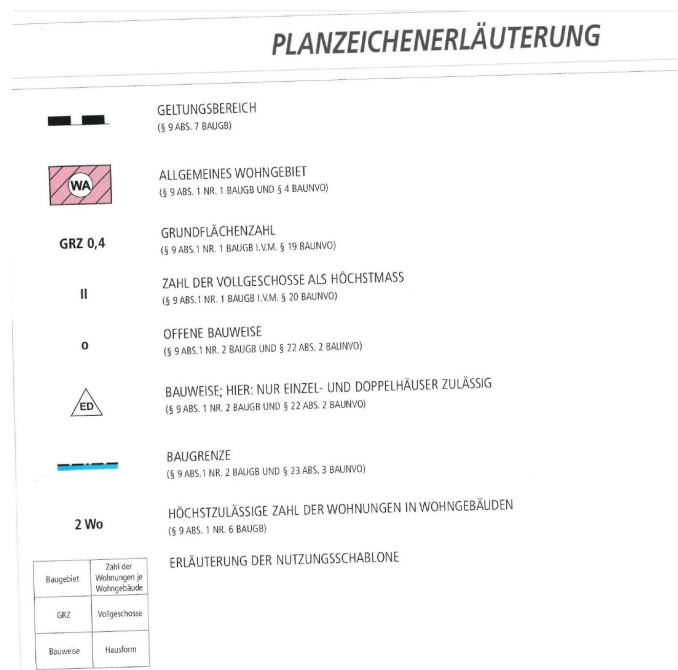 PLANZEICHENERLÄUTERUNG
GELTUNGSBEREICH
(§ 9 ABS. 7 BAUGB)
WA
ALLGEMEINES WOHNGEBIET
(§ 9 ABS. 1 NR. 1 BAUGB UND § 4 BAUNVO)
GRZ 0,4
GRUNDFLÄCHENZAHL
(§ 9 ABS.1 NR. 1 BAUGB I.V.M. § 19 BAUNVO)
II
ZAHL DER VOLLGESCHOSSE ALS HÖCHSTMASS
(§ 9 ABS.1 NR. 1 BAUGB I.V.M. § 20 BAUNVO)
o
OFFENE BAUWEISE
(§ 9 ABS.1 NR. 2 BAUGB UND § 22 ABS. 2 BAUNVO)
ED
BAUWEISE; HIER: NUR EINZEL- UND DOPPELHÄUSER ZULÄSSIG
(§ 9 ABS. 1 NR. 2 BAUGB UND § 22 ABS. 2 BAUNVO)
BAUGRENZE
(§ 9 ABS.1 NR. 2 BAUGB UND § 23 ABS. 3 BAUNVO)
2 Wo
HÖCHSTZULÄSSIGE ZAHL DER WOHNUNGEN IN WOHNGEBÄUDEN
(§ 9 ABS. 1 NR. 6 BAUGB)
ERLÄUTERUNG DER NUTZUNGSSCHABLONE
Baugebiet
Zahl der
Wohnungen je
Wohngebäude
GRZ
Vollgeschosse
Bauweise
Hausform